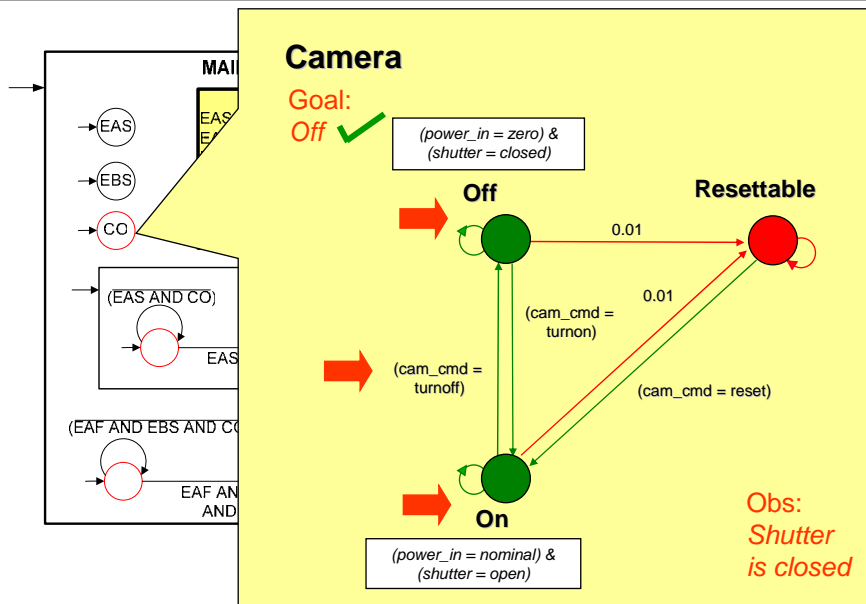 MAI
EAS
EBS
CO
EAS
(EAS AND CO)
EAS
(EAF AND EBS AND CO
EAF AN
AND
Camera
Goal:
Off
(power_in = zero) &
(shutter = closed)
Off
Resettable
0.01
0.01
(cam_cmd =
turnon)
(cam_cmd =
turnoff)
(cam_cmd = reset)
On
(power_in = nominal) &
(shutter = open)
Obs:
Shutter
is closed